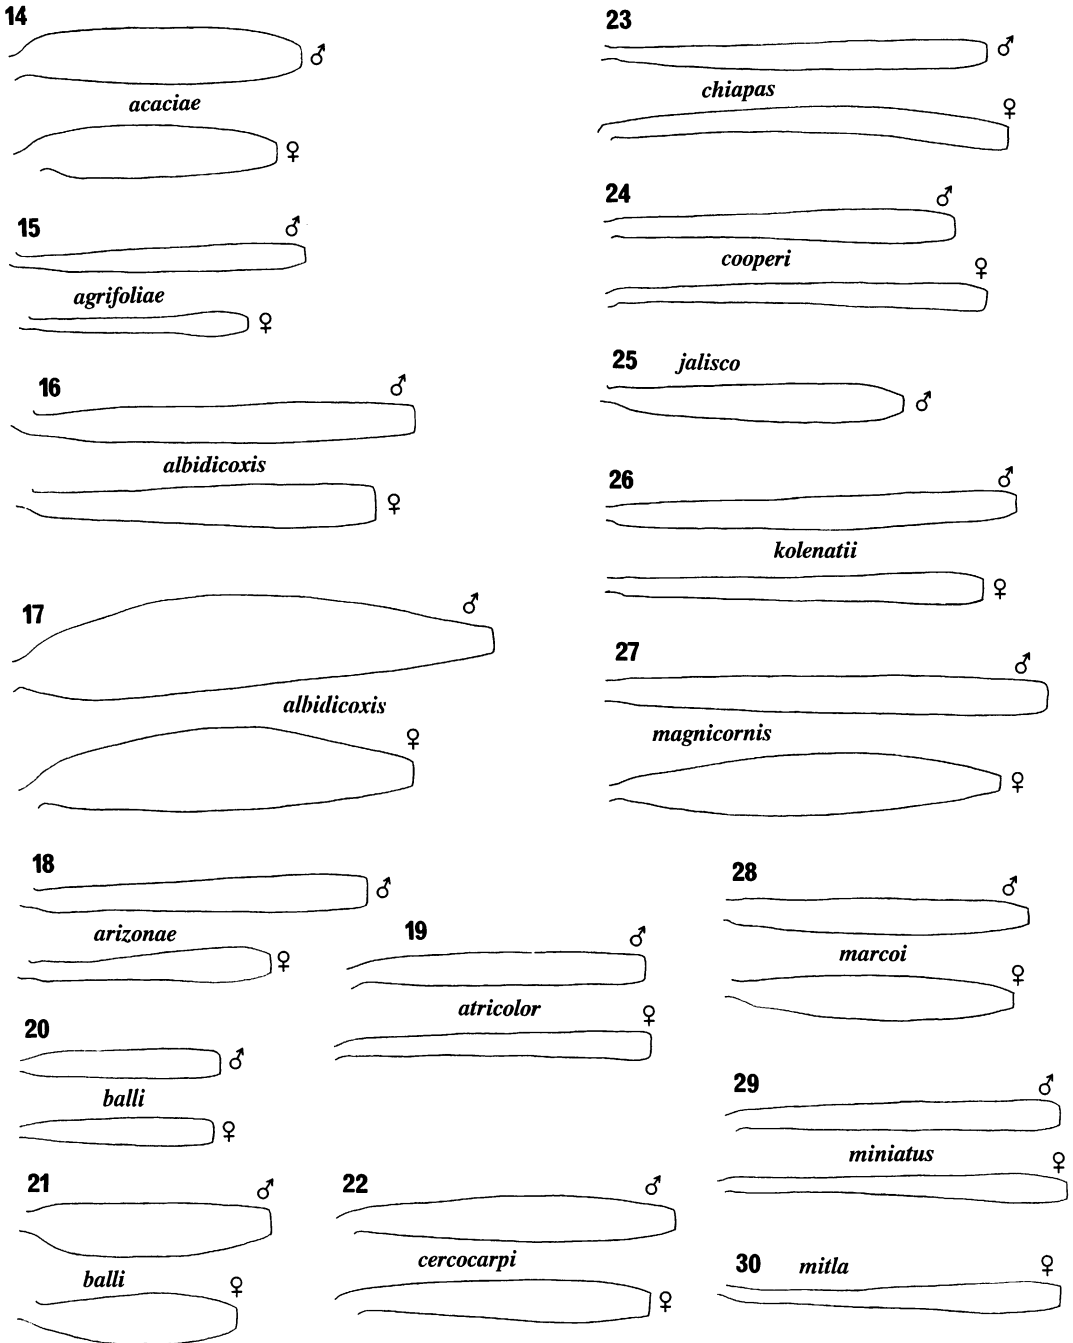 14
♂
acaciae
♀
15
♂
agrifoliae
♀
16
♂
albidicoxis
♀
17
♂
albidicoxis
♀
18
♂
arizonae
♀
19
♂
atricolor
♀
20
♂
balli
♀
21
♂
balli
♀
22
♂
cercocarpi
♀
23
♂
chiapas
♀
24
♂
cooperi
♀
25 jalisco
♂
26
♂
kolenatii
♀
27
♂
magnicornis
♀
28
♂
marcoi
♀
29
♂
miniatus
♀
30 mitla
♀